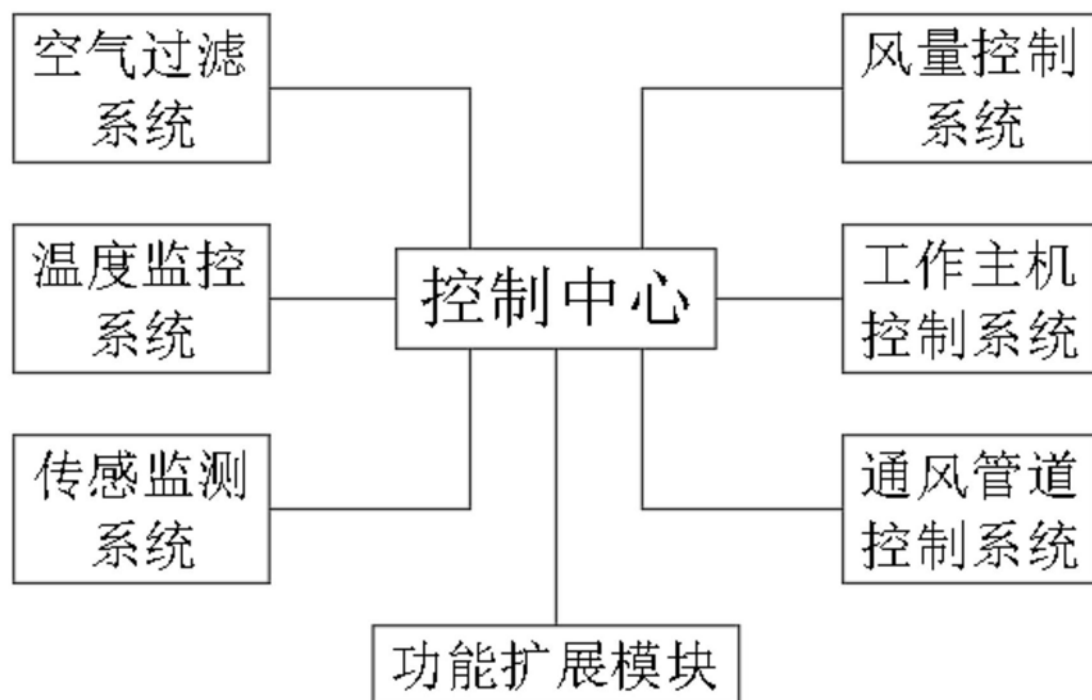 空气过滤
系统
风量控制
系统
温度监控
系统
控制中心
工作主机
控制系统
传感监测
系统
通风管道
控制系统
功能扩展模块